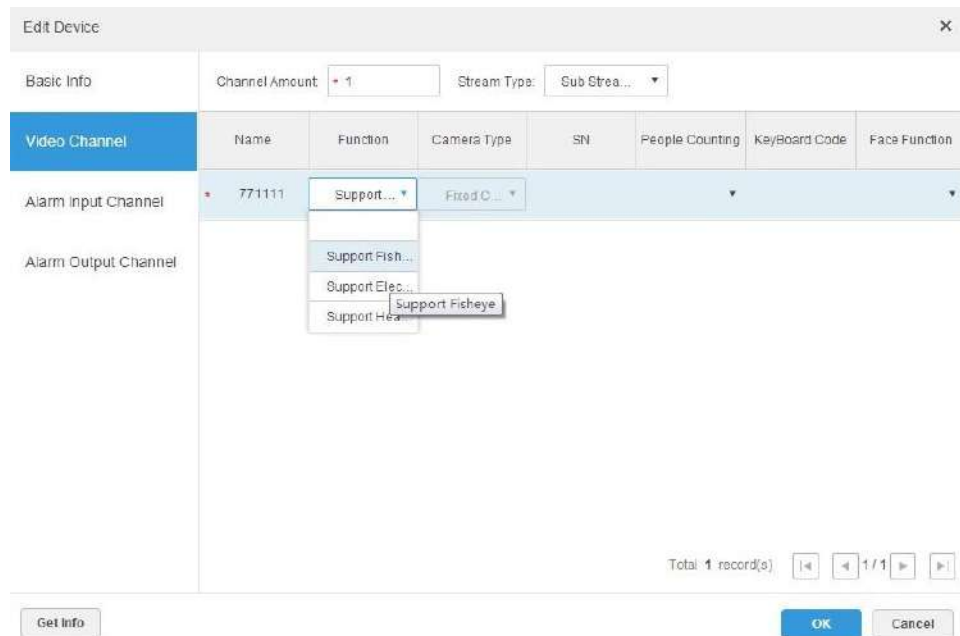 Edit Device ×
Basic Info
Channel Amount: * 1 Stream Type: Sub Strea...
Video Channel
Name Function Camera Type SN People Counting KeyBoard Code Face Function
Alarm Input Channel
* 771111 Support... Fixed C...
Alarm Output Channel
Support Fish...
Support Elec...
Support Fisheye
Support Hea...
Total 1 record(s) 1/1
Get Info OK Cancel